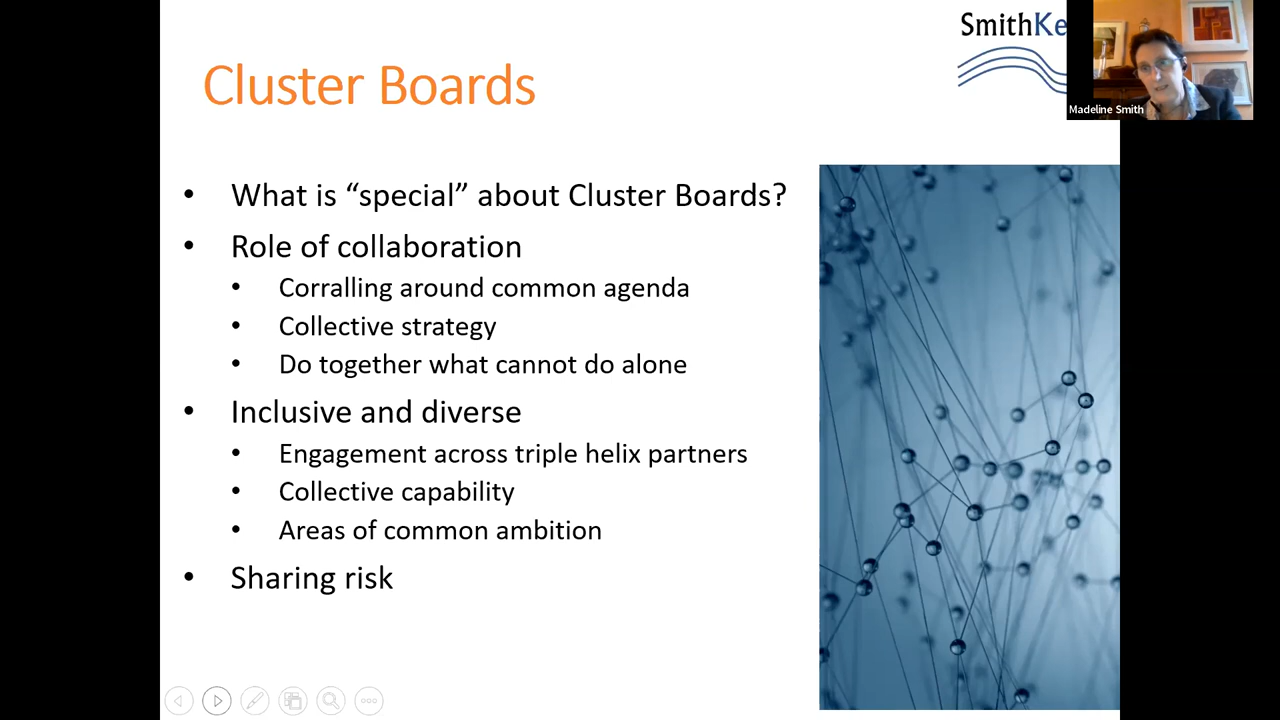 SmithKe
Cluster Boards
Madeline Smith
• What is “special” about Cluster Boards?
• Role of collaboration
• Corralling around common agenda
• Collective strategy
• Do together what cannot do alone
• Inclusive and diverse
• Engagement across triple helix partners
• Collective capability
• Areas of common ambition
• Sharing risk